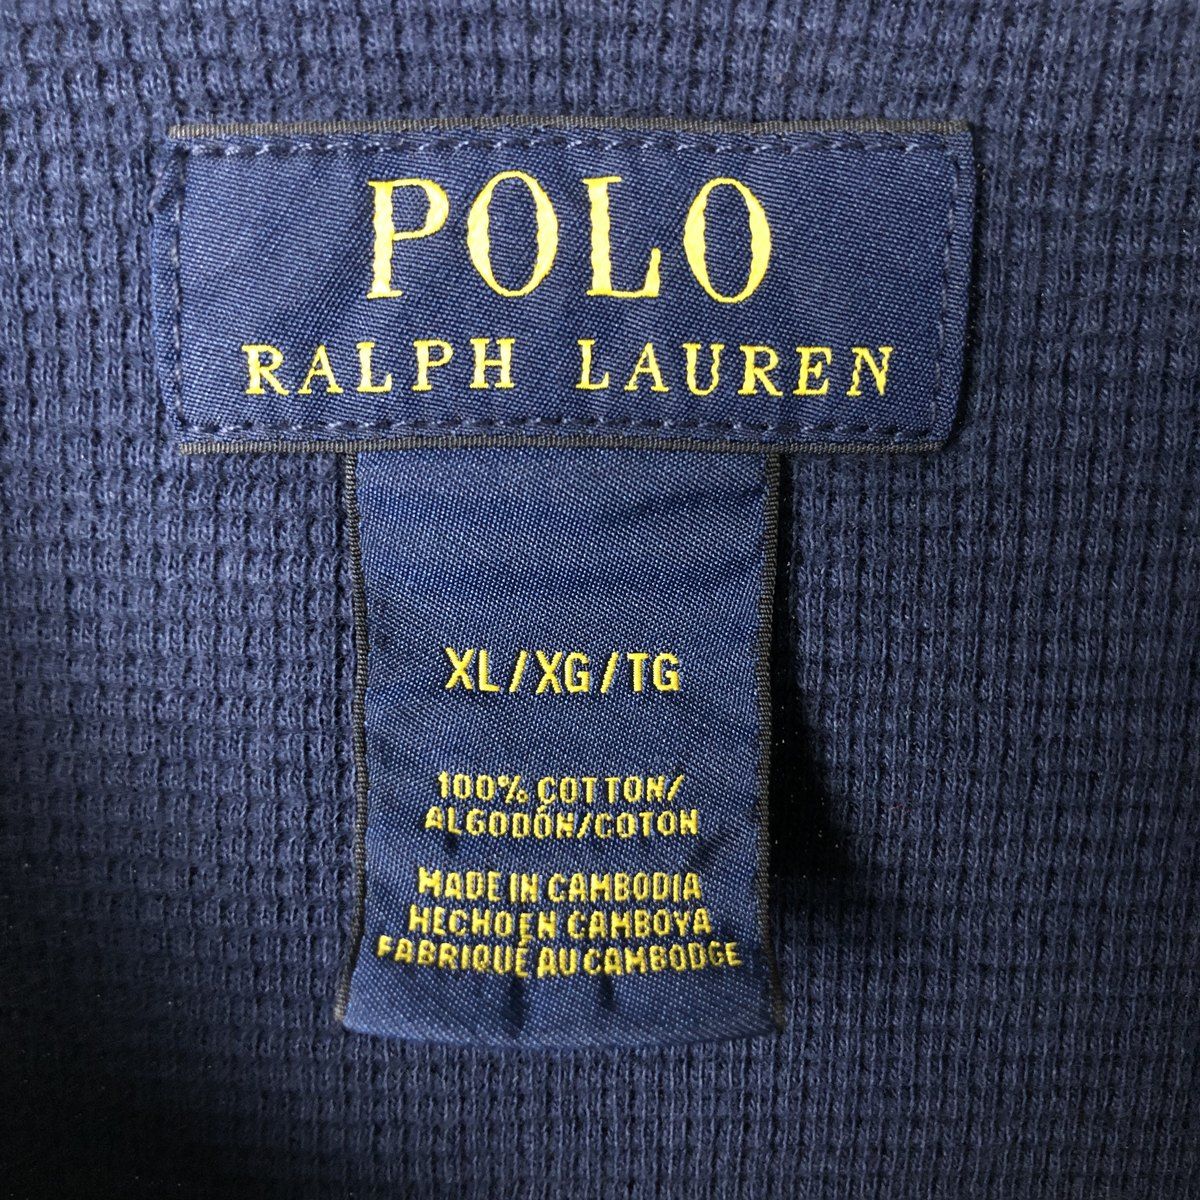 POLO
RALPH LAUREN
XL/XG/TG
100% COTTON/
ALGODÓN/COTON
MADE IN CAMBODIA
HECHO EN CAMBOYA
FABRIQUÉ AU CAMBODGE